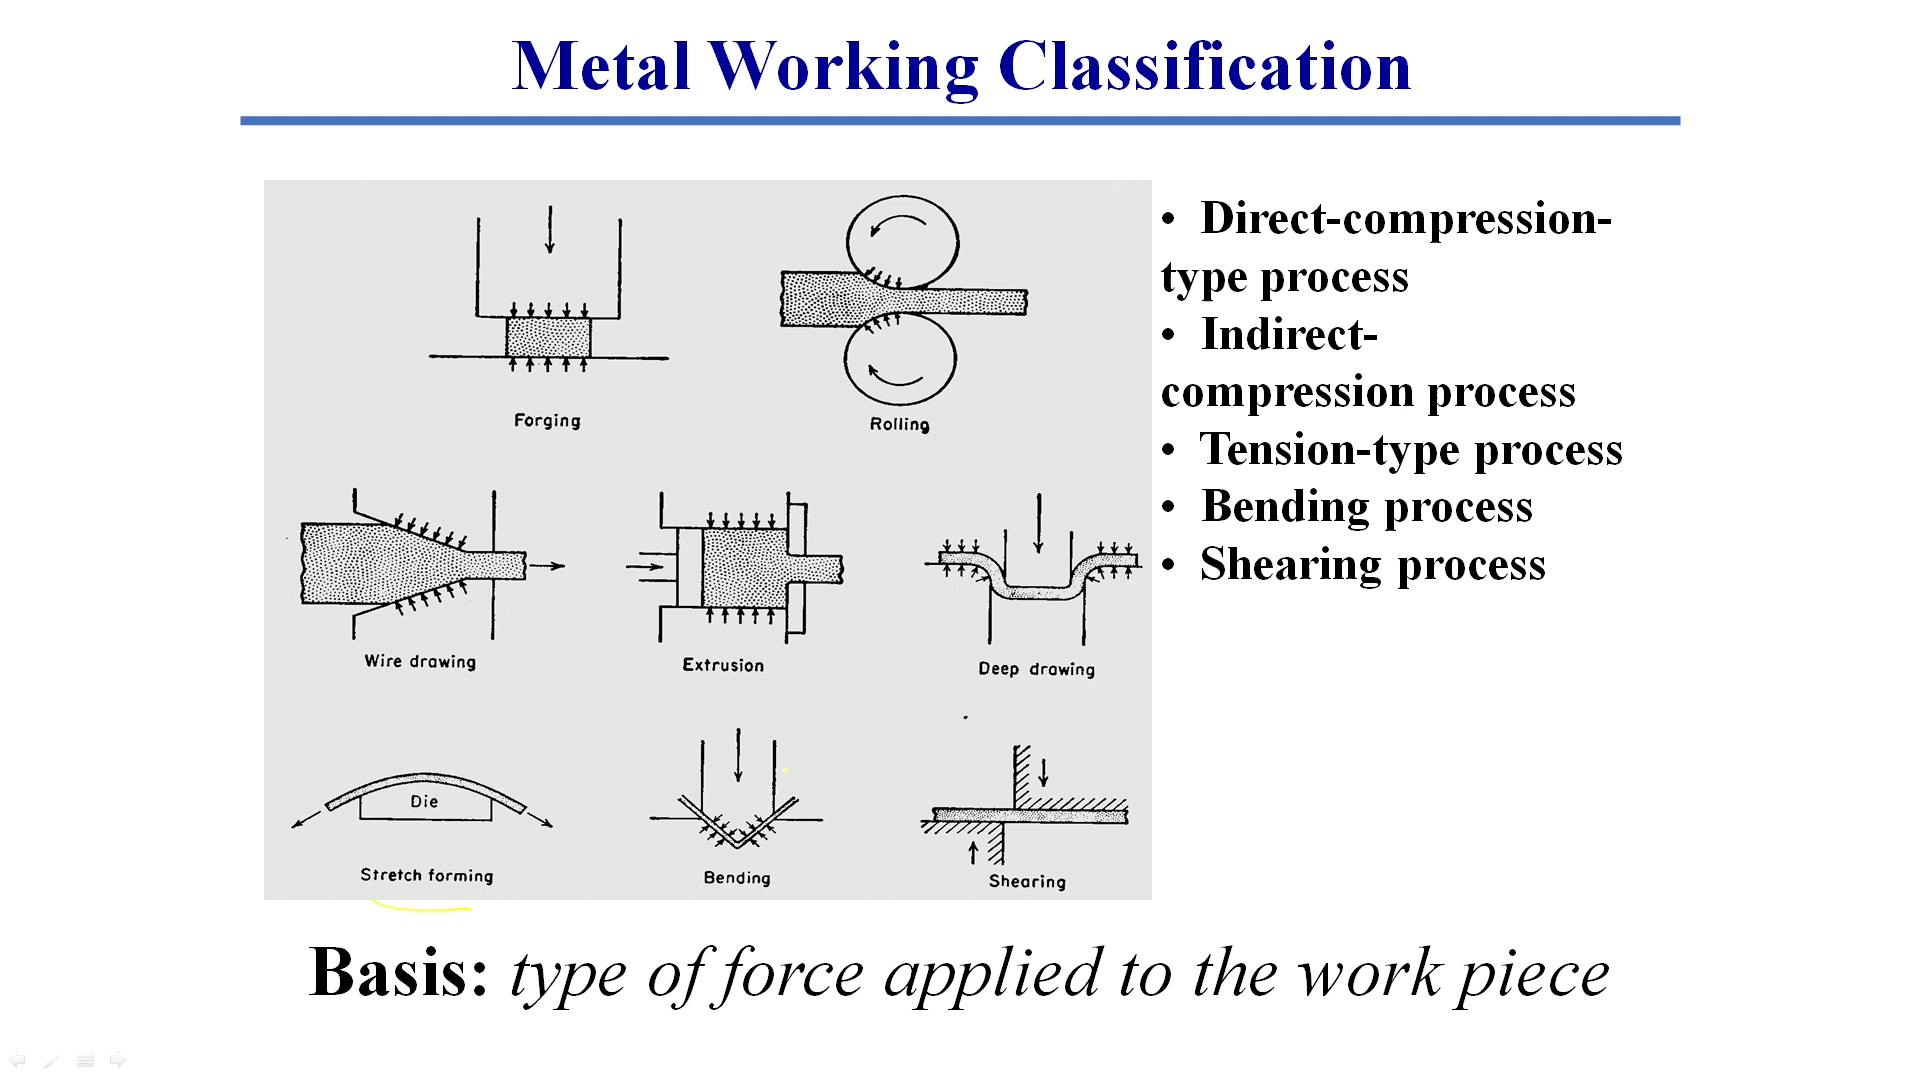 Metal Working Classification
Forging
Rolling
Wire drawing
Extrusion
Deep drawing
Die
Stretch forming
Bending
Shearing
• Direct-compression-
type process
• Indirect-
compression process
• Tension-type process
• Bending process
• Shearing process
Basis: type of force applied to the work piece